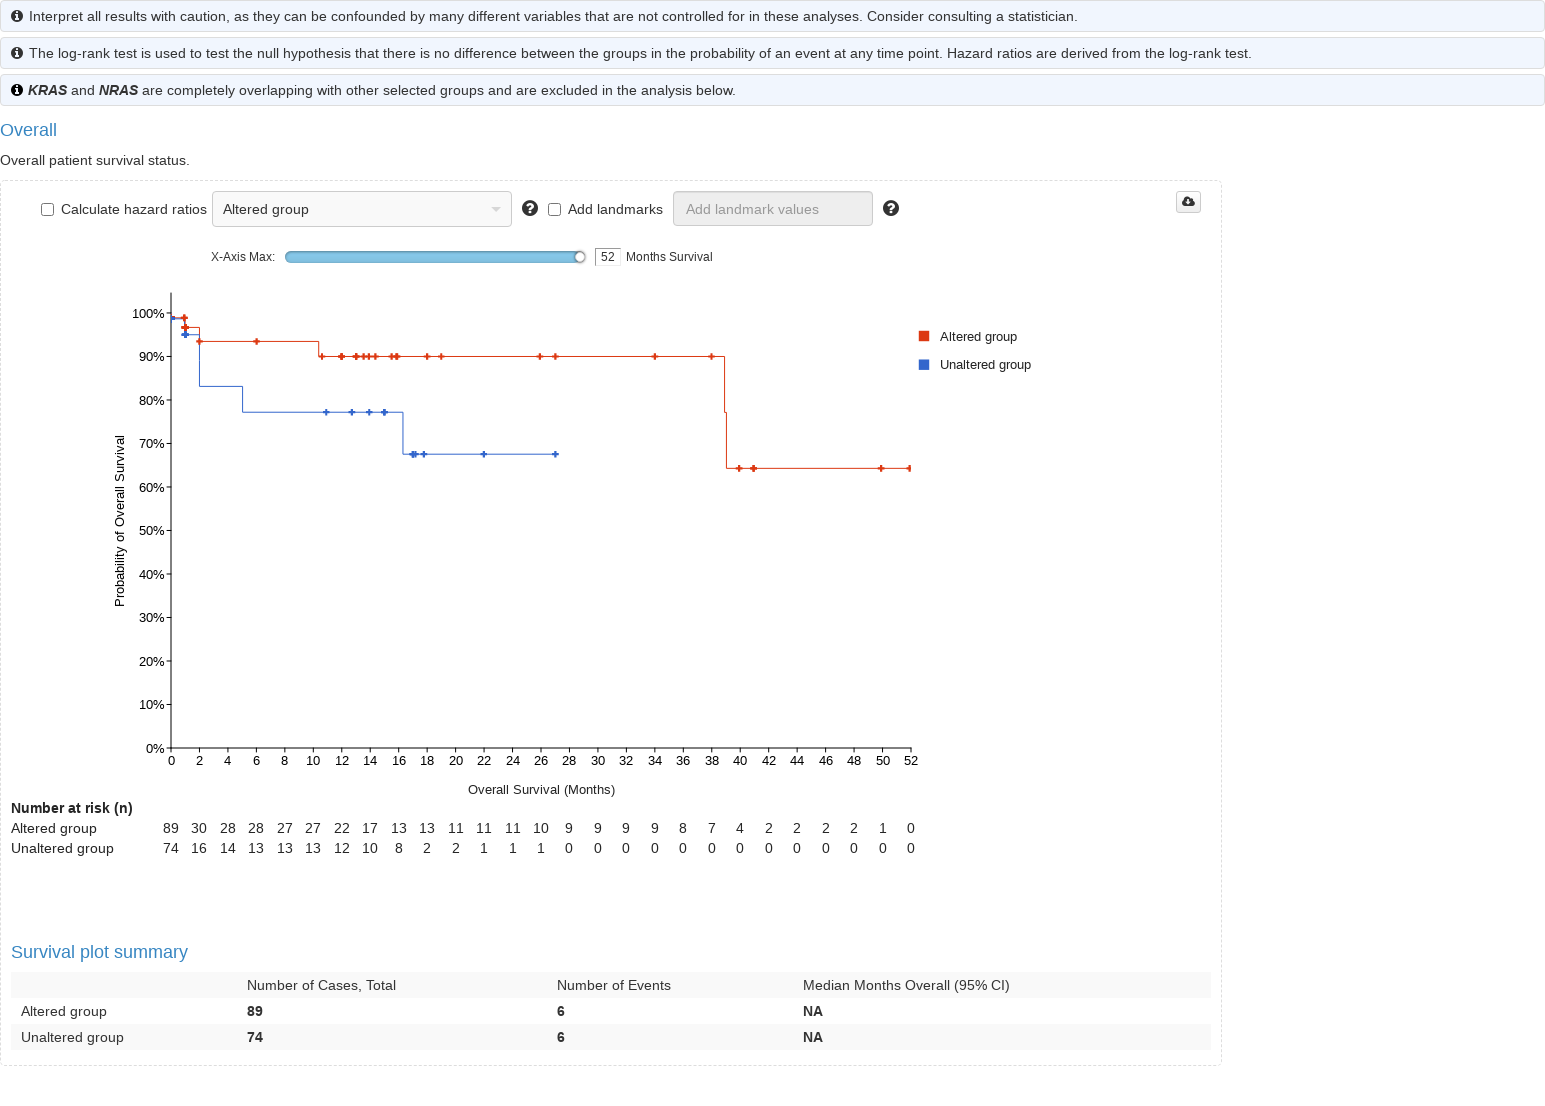 Interpret all results with caution, as they can be confounded by many different variables that are not controlled for in these analyses. Consider consulting a statistician.
The log-rank test is used to test the null hypothesis that there is no difference between the groups in the probability of an event at any time point. Hazard ratios are derived from the log-rank test.
KRAS and NRAS are completely overlapping with other selected groups and are excluded in the analysis below.
Overall
Overall patient survival status.
Calculate hazard ratios Altered group Add landmarks Add landmark values
X-Axis Max: 52 Months Survival
100%
90%
80%
70%
60%
50%
40%
30%
20%
10%
0%
Probability of Overall Survival
Altered group
Unaltered group
0 2 4 6 8 10 12 14 16 18 20 22 24 26 28 30 32 34 36 38 40 42 44 46 48 50 52
Overall Survival (Months)
Number at risk (n)
Altered group 89 30 28 28 27 27 22 17 13 13 11 11 11 10 9 9 9 9 8 7 4 2 2 2 2 1 0
Unaltered group 74 16 14 13 13 13 12 10 8 2 2 1 1 1 0 0 0 0 0 0 0 0 0 0 0 0 0
Survival plot summary
Number of Cases, Total Number of Events Median Months Overall (95% CI)
Altered group 89 6 NA
Unaltered group 74 6 NA